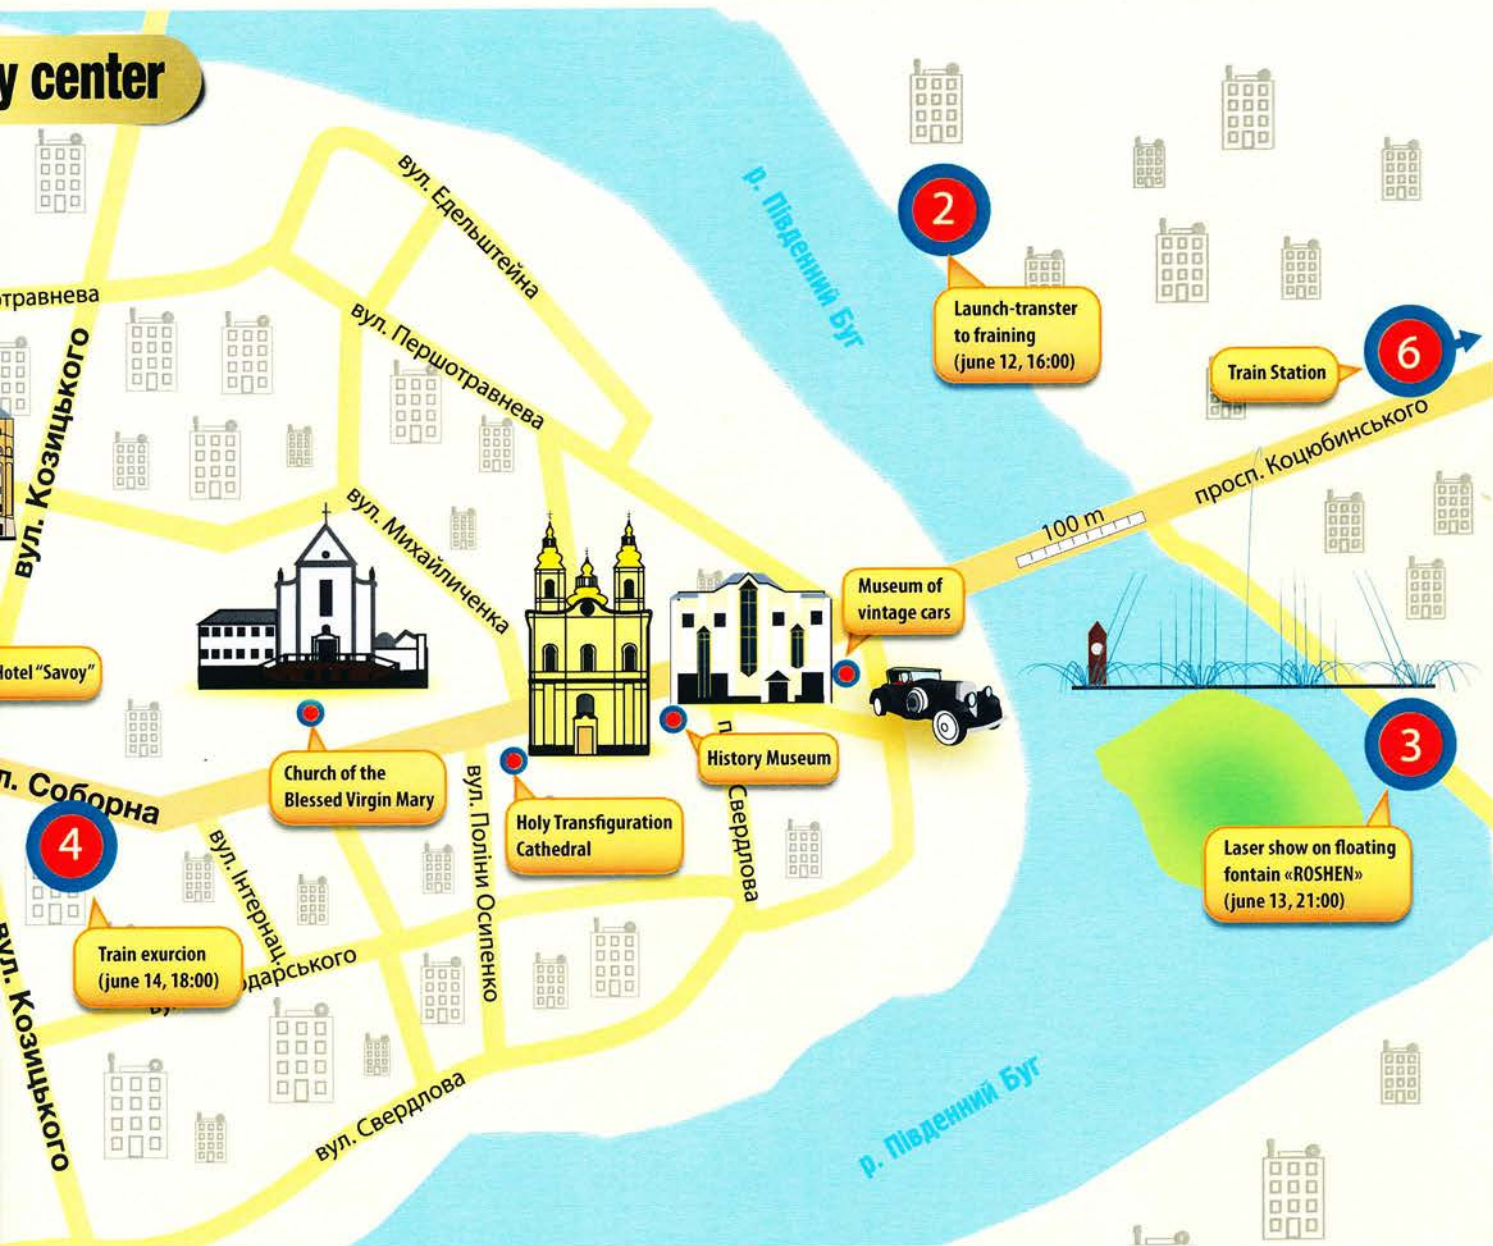 y center
вул. Едельштейна
р. Південний Буг
2
Launch-transter
to fraining
(june 12, 16:00)
6
Train Station
просп. Коцюбинського
100 m
вул. Першотравнева
вул. Козицького
вул. Михайличенка
Museum of
vintage cars
Church of the
Blessed Virgin Mary
Holy Transfiguration
Cathedral
History Museum
Свердлова
3
Laser show on floating
fontain «ROSHEN»
(june 13, 21:00)
"Savoy"
Соборна
4
Train exurcion
(june 14, 18:00)
вул. Інтернац.
вул. Поліни Осипенко
вул. Козицького
вул. Свердлова
р. Південний Буг